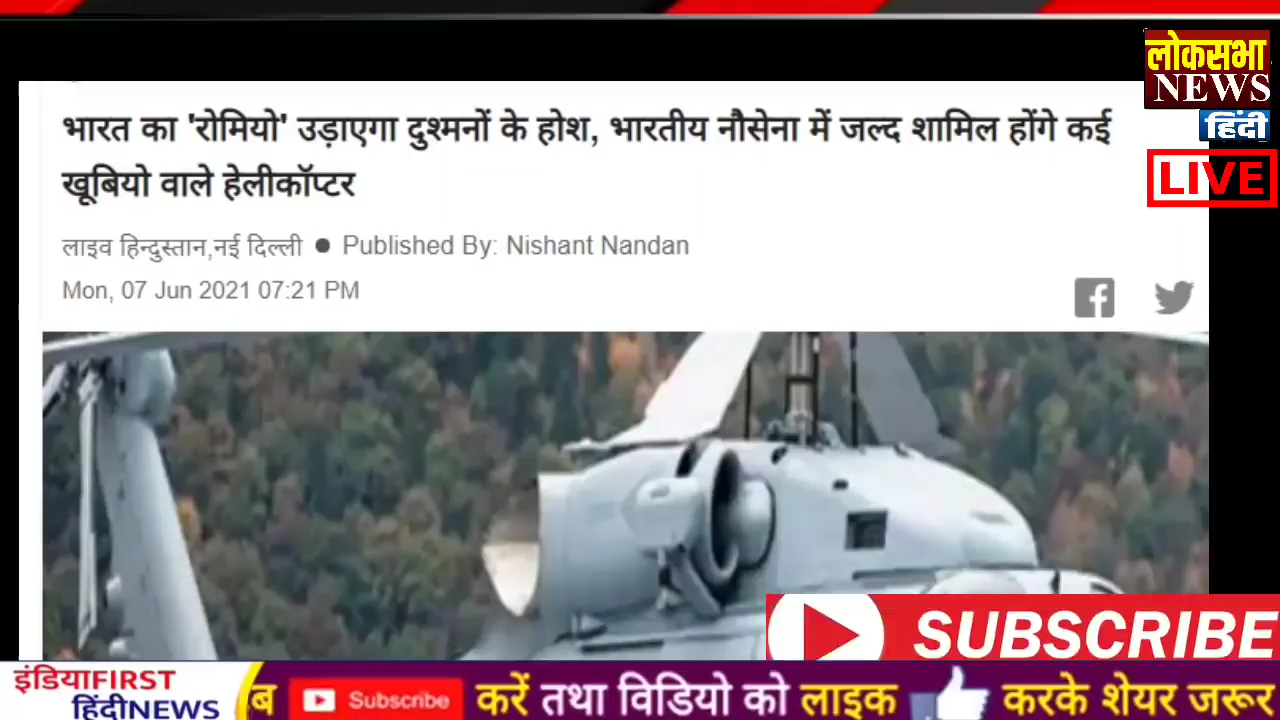 लोकसभा
NEWS
हिंदी
LIVE
भारत का 'रोमियो' उड़ाएगा दुश्मनों के होश, भारतीय नौसेना में जल्द शामिल होंगे कई
खूबियो वाले हेलीकॉप्टर
लाइव हिन्दुस्तान,नई दिल्ली ● Published By: Nishant Nandan
Mon, 07 Jun 2021 07:21 PM
SUBSCRIBE
इंडियाFIRST
हिंदीNEWS
ब Subscribe करें तथा विडियो को लाइक करके शेयर जरूर